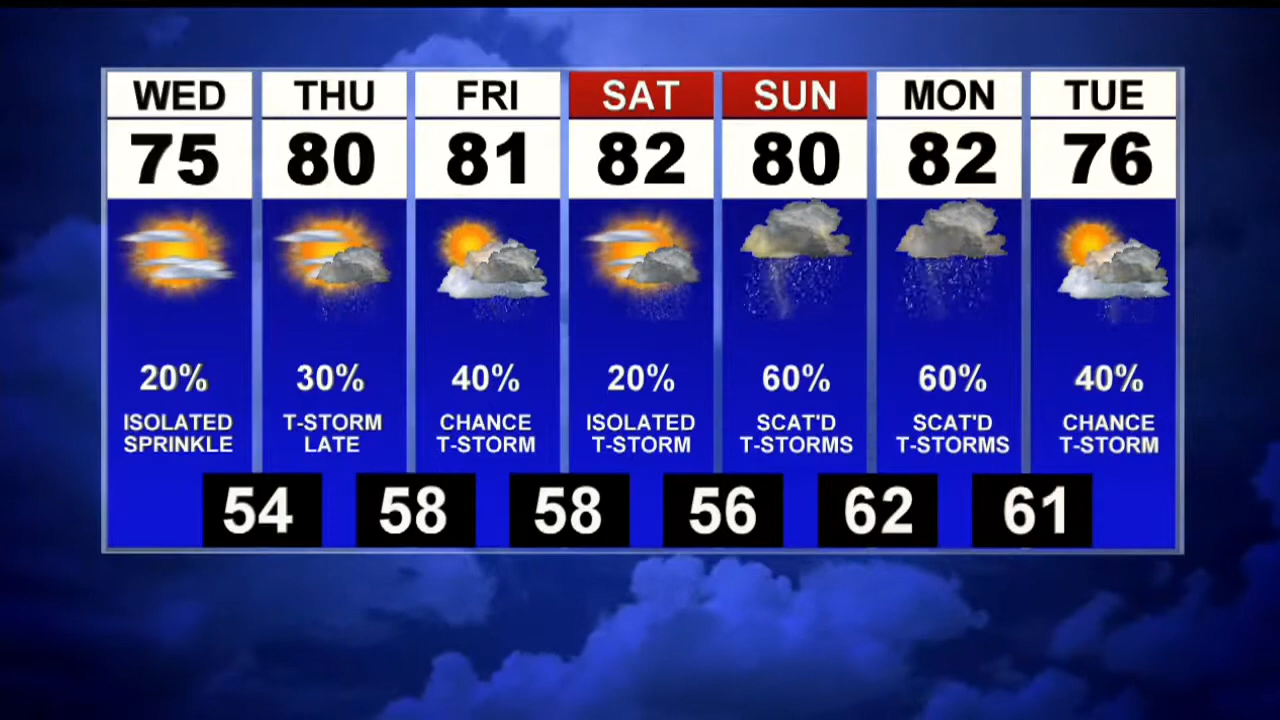 WED THU FRI SAT SUN MON TUE
75 80 81 82 80 82 76
20% 30% 40% 20% 60% 60% 40%
ISOLATED T-STORM CHANCE ISOLATED SCAT'D SCAT'D CHANCE
SPRINKLE LATE T-STORM T-STORM T-STORMS T-STORMS T-STORM
54 58 58 56 62 61